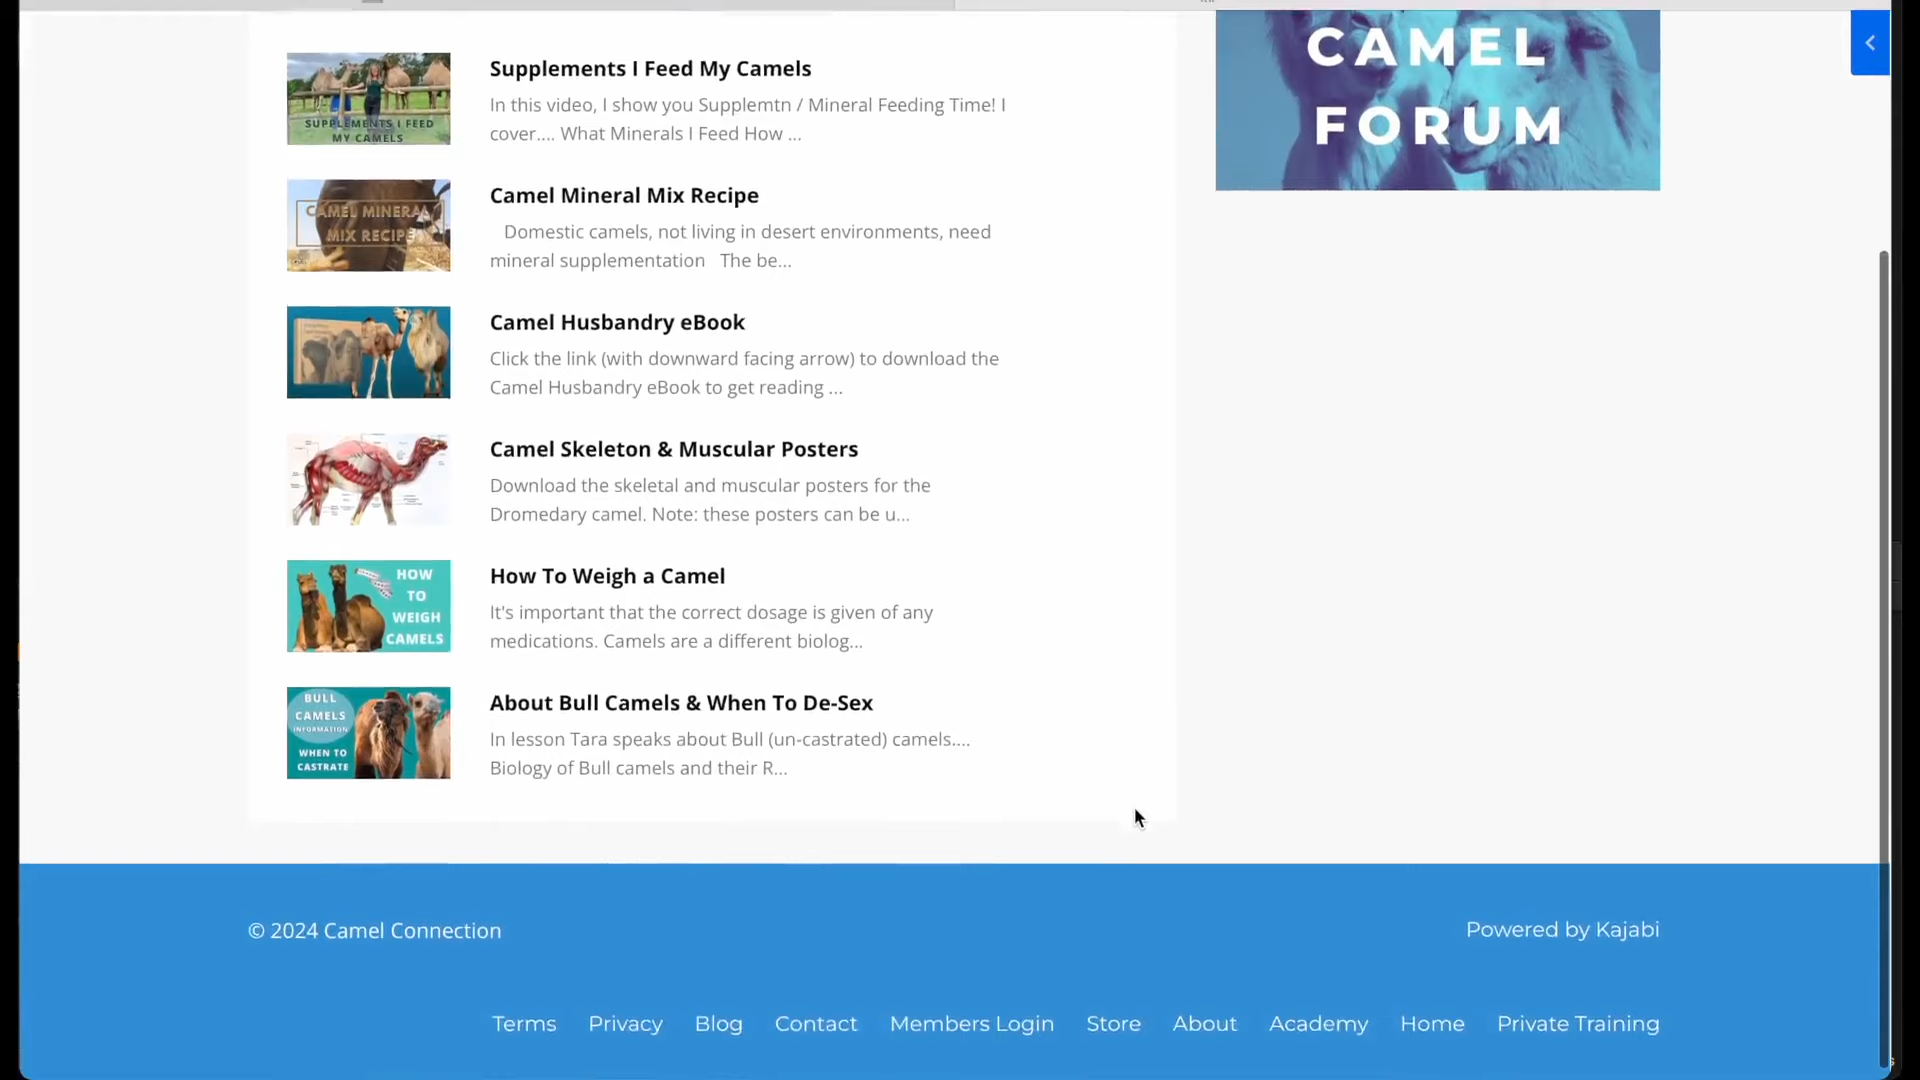 CAMEL
FORUM
SUPPLEMENTS I FEED
MY CAMELS
Supplements I Feed My Camels
In this video, I show you Supplemtn / Mineral Feeding Time! I
cover.... What Minerals I Feed How ...
CAMEL MINERAL
MIX RECIPE
Camel Mineral Mix Recipe
Domestic camels, not living in desert environments, need
mineral supplementation The be...
Camel Husbandry eBook
Click the link (with downward facing arrow) to download the
Camel Husbandry eBook to get reading ...
Camel Skeleton & Muscular Posters
Download the skeletal and muscular posters for the
Dromedary camel. Note: these posters can be u...
HOW
TO
WEIGH
CAMELS
How To Weigh a Camel
It's important that the correct dosage is given of any
medications. Camels are a different biolog...
BULL
CAMELS
INFORMATION
WHEN TO
CASTRATE
About Bull Camels & When To De-Sex
In lesson Tara speaks about Bull (un-castrated) camels....
Biology of Bull camels and their R...
© 2024 Camel Connection
Powered by Kajabi
Terms Privacy Blog Contact Members Login Store About Academy Home Private Training